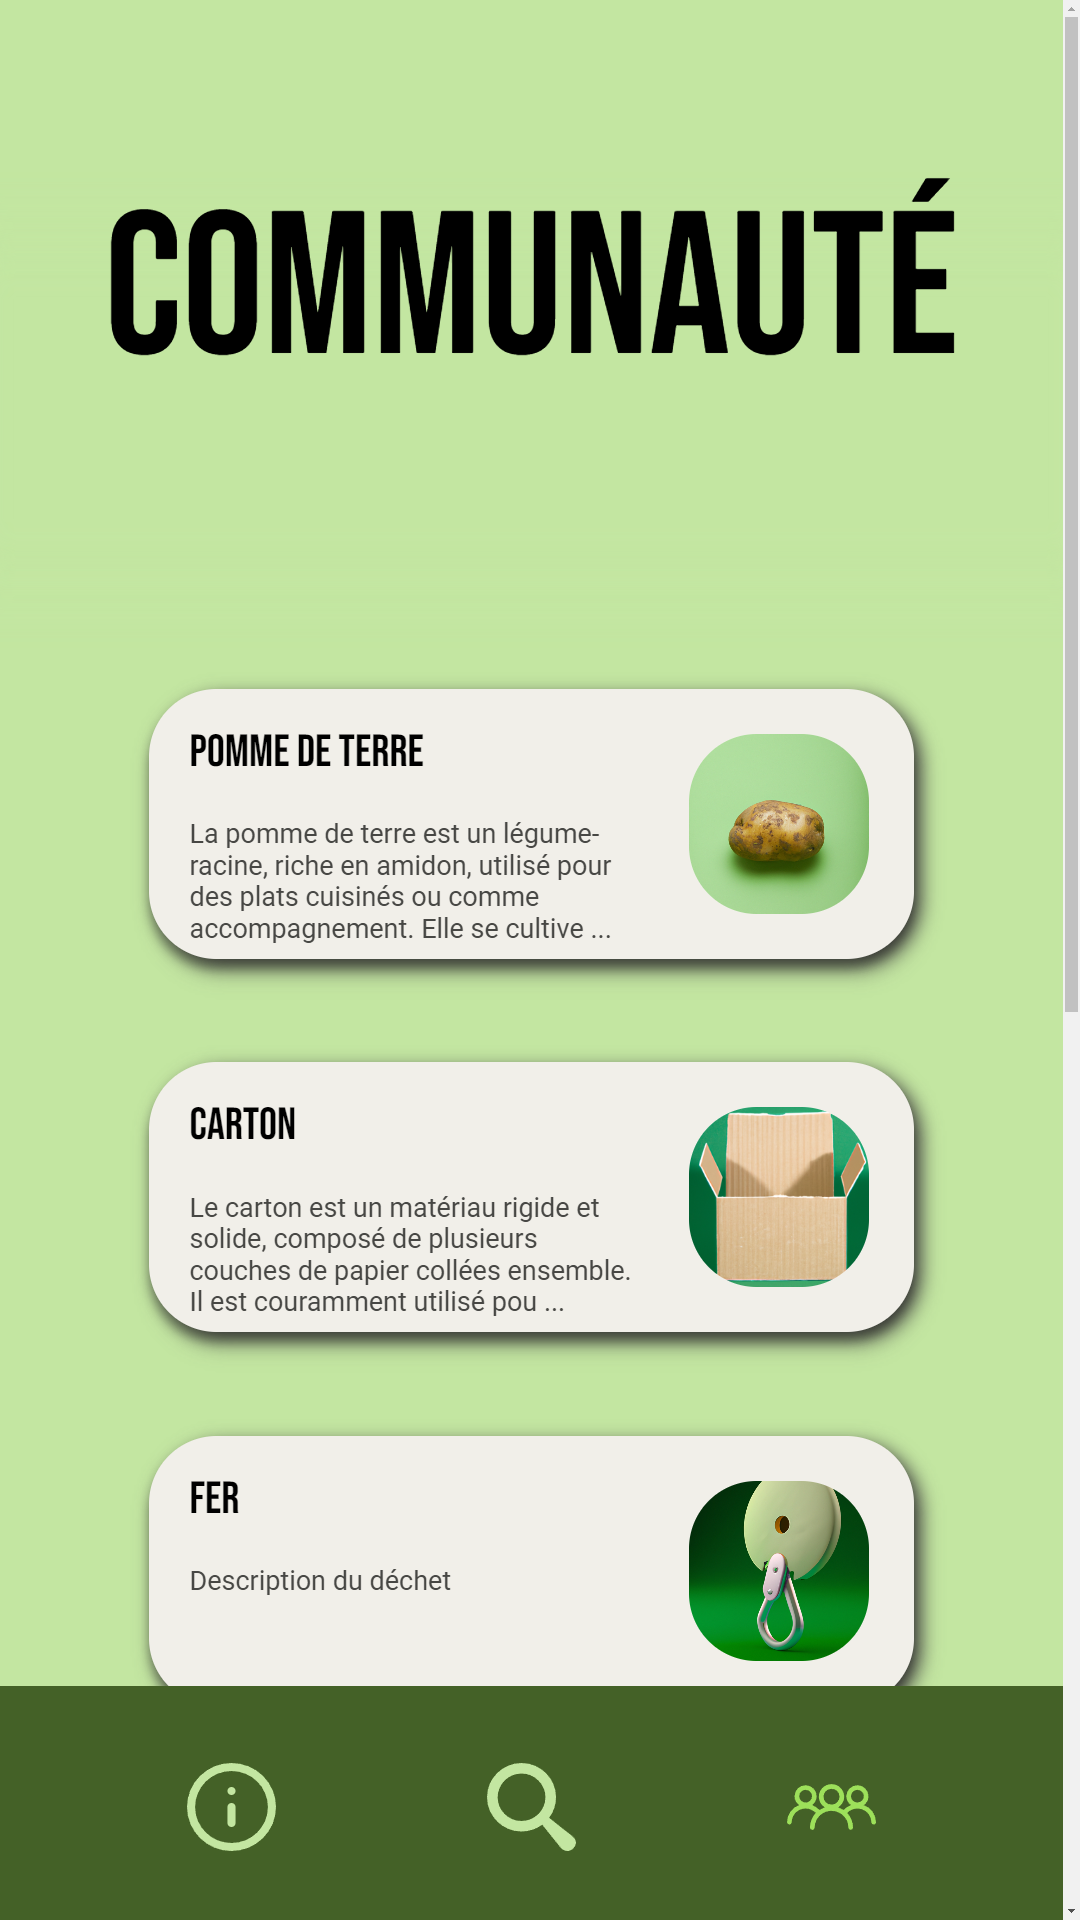 COMMUNAUTÉ
POMME DE TERRE
La pomme de terre est un légume-
racine, riche en amidon, utilisé pour
des plats cuisinés ou comme
accompagnement. Elle se cultive ...
CARTON
Le carton est un matériau rigide et
solide, composé de plusieurs
couches de papier collées ensemble.
Il est couramment utilisé pou ...
FER
Description du déchet